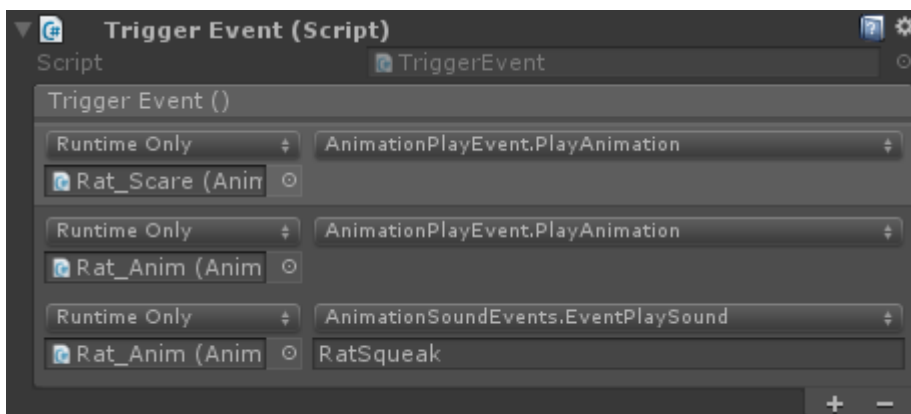 Trigger Event (Script)
Script TriggerEvent
Trigger Event ()
Runtime Only AnimationPlayEvent.PlayAnimation
Rat_Scare (Anim
Runtime Only AnimationPlayEvent.PlayAnimation
Rat_Anim (Anim
Runtime Only AnimationSoundEvents.EventPlaySound
Rat_Anim (Anim RatSqueak